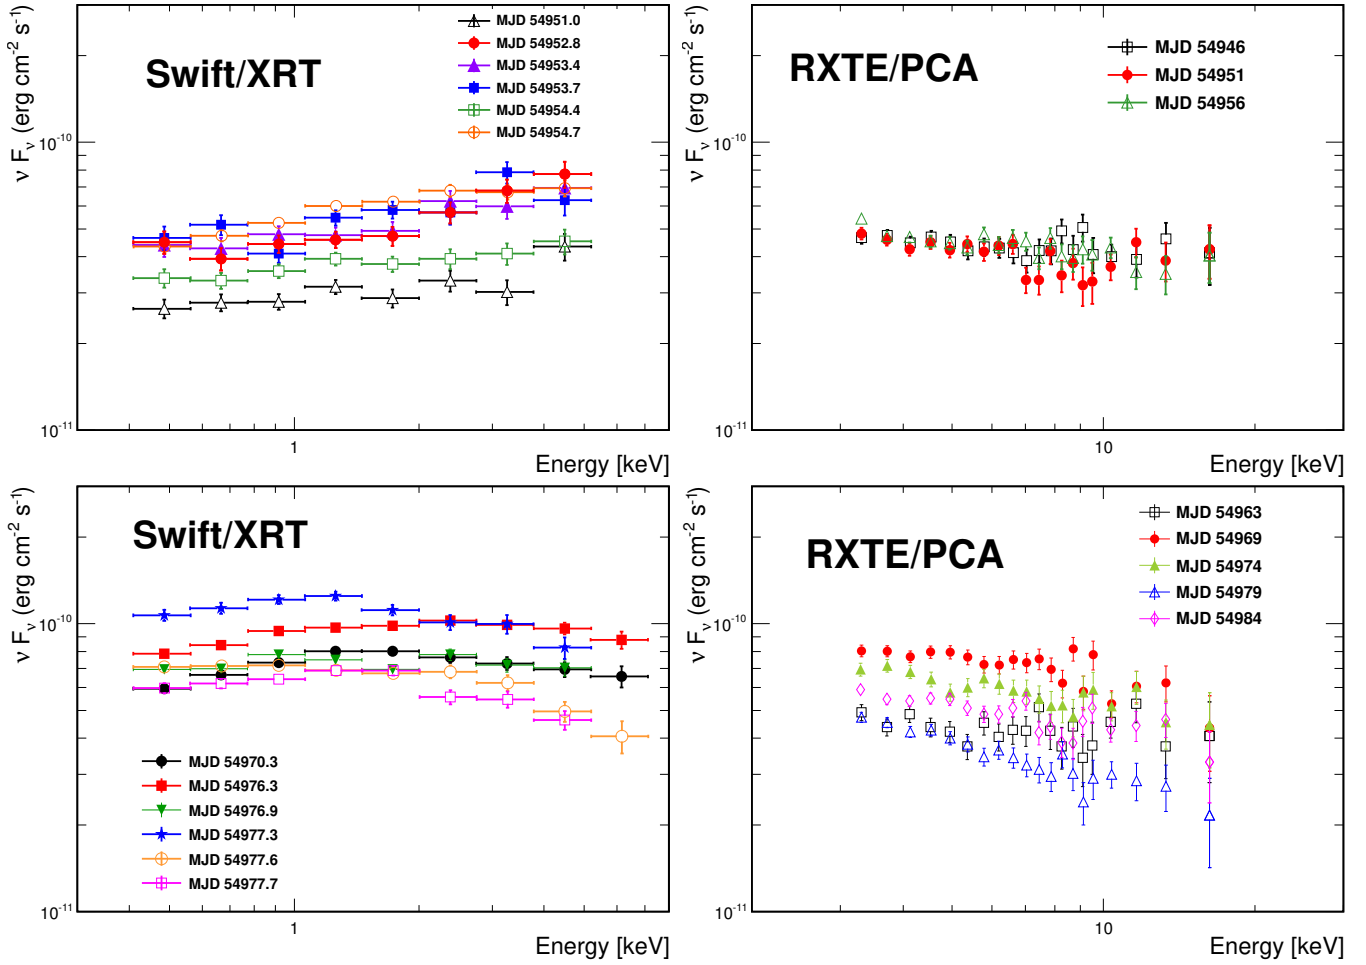 Swift/XRT
MJD 54951.0
MJD 54952.8
MJD 54953.4
MJD 54953.7
MJD 54954.4
MJD 54954.7
ν Fν (erg cm-2 s-1)
10-10
10-11
1
Energy [keV]
RXTE/PCA
MJD 54946
MJD 54951
MJD 54956
ν Fν (erg cm-2 s-1)
10-10
10-11
10
Energy [keV]
Swift/XRT
ν Fν (erg cm-2 s-1)
10-10
MJD 54970.3
MJD 54976.3
MJD 54976.9
MJD 54977.3
MJD 54977.6
MJD 54977.7
10-11
1
Energy [keV]
RXTE/PCA
MJD 54963
MJD 54969
MJD 54974
MJD 54979
MJD 54984
ν Fν (erg cm-2 s-1)
10-10
10-11
10
Energy [keV]